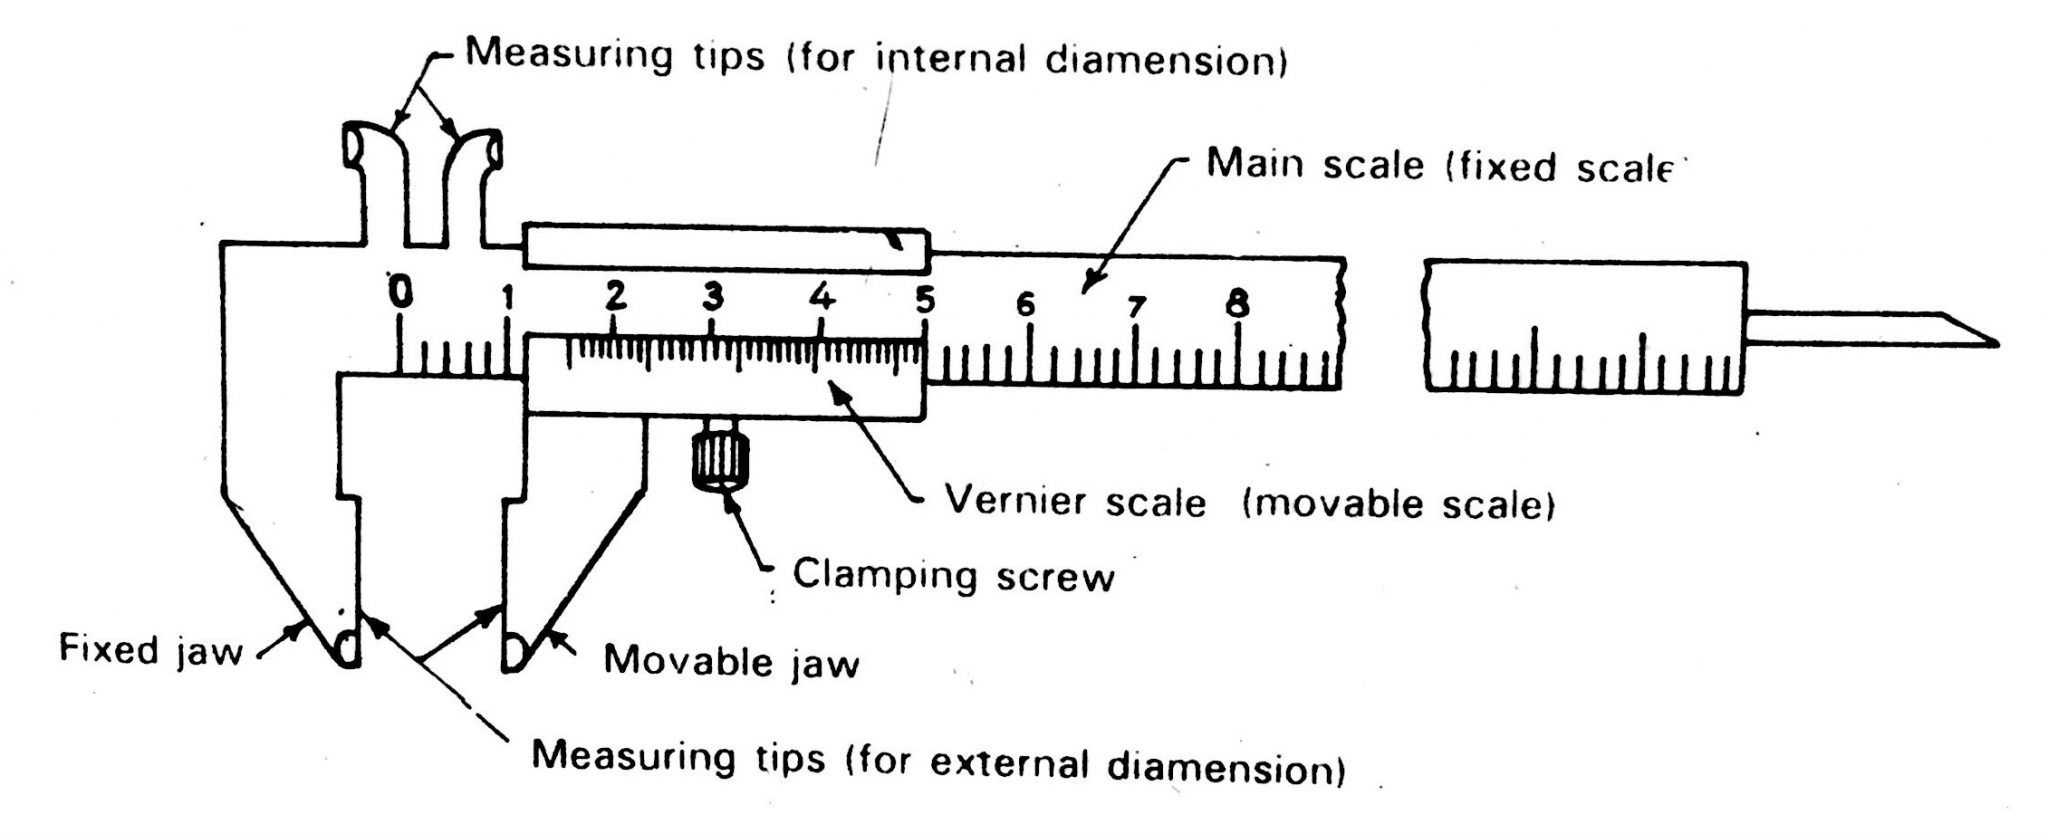 Measuring tips (for internal diamension)
Main scale (fixed scale
0 1 2 3 4 5 6 7 8
Vernier scale (movable scale)
Clamping screw
Fixed jaw
Movable jaw
Measuring tips (for external diamension)